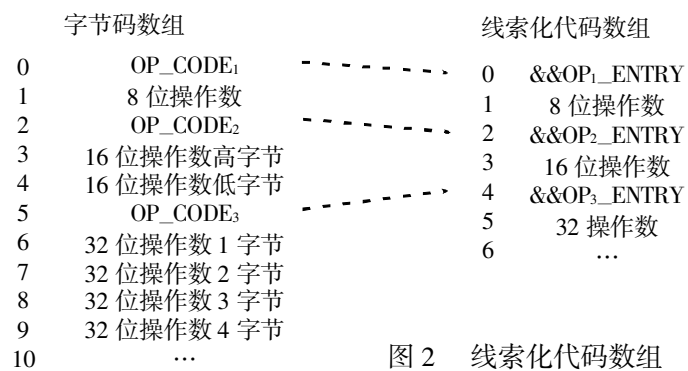 字节码数组
0 OP_CODE₁
1 8 位操作数
2 OP_CODE₂
3 16 位操作数高字节
4 16 位操作数低字节
5 OP_CODE₃
6 32 位操作数 1 字节
7 32 位操作数 2 字节
8 32 位操作数 3 字节
9 32 位操作数 4 字节
10 …
线索化代码数组
0 &&OP₁_ENTRY
1 8 位操作数
2 &&OP₂_ENTRY
3 16 位操作数
4 &&OP₃_ENTRY
5 32 操作数
6 …
图 2 线索化代码数组